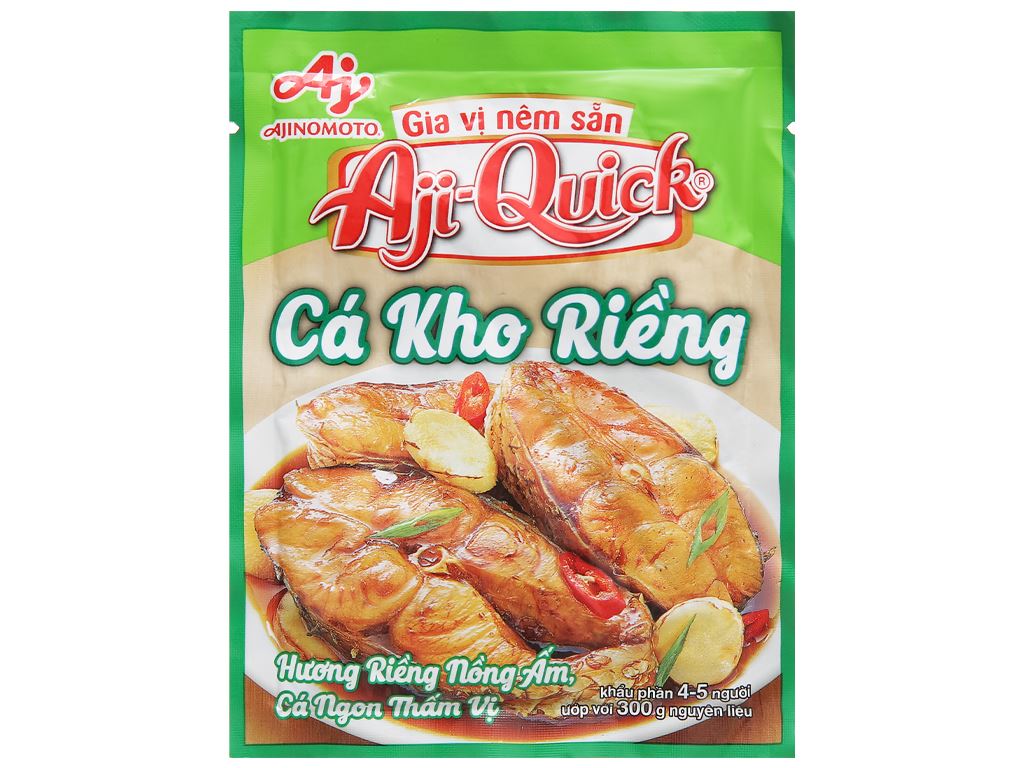 Aj
AJINOMOTO®
Gia vị nêm sẵn
Aji-Quick®
Cá Kho Riềng
Hương Riềng Nồng Ấm,
Cá Ngon Thấm Vị
khẩu phần 4-5 người
ướp với 300 g nguyên liệu